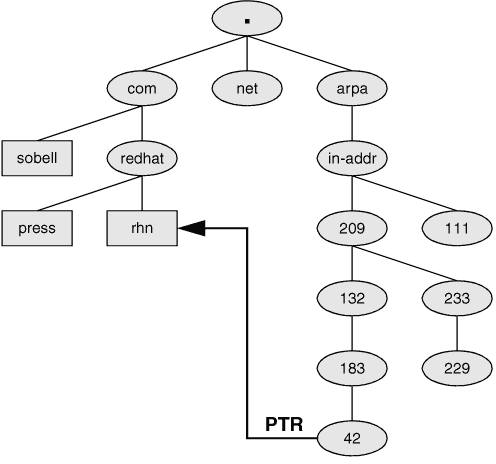 .
com net arpa
sobell redhat in-addr
press rhn 209 111
132 233
183 229
PTR 42